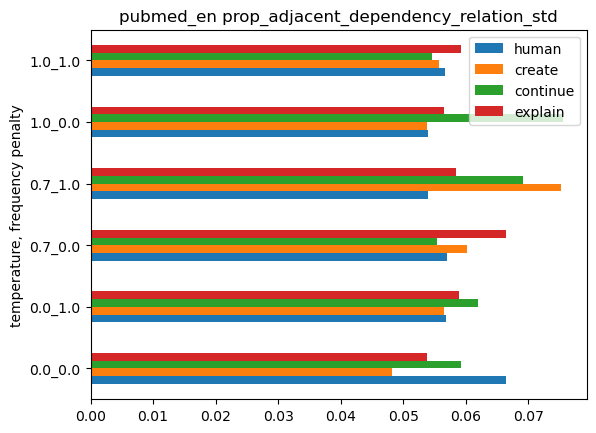 pubmed_en prop_adjacent_dependency_relation_std
human
create
continue
explain
temperature, frequency penalty
1.0_1.0
1.0_0.0
0.7_1.0
0.7_0.0
0.0_1.0
0.0_0.0
0.00 0.01 0.02 0.03 0.04 0.05 0.06 0.07